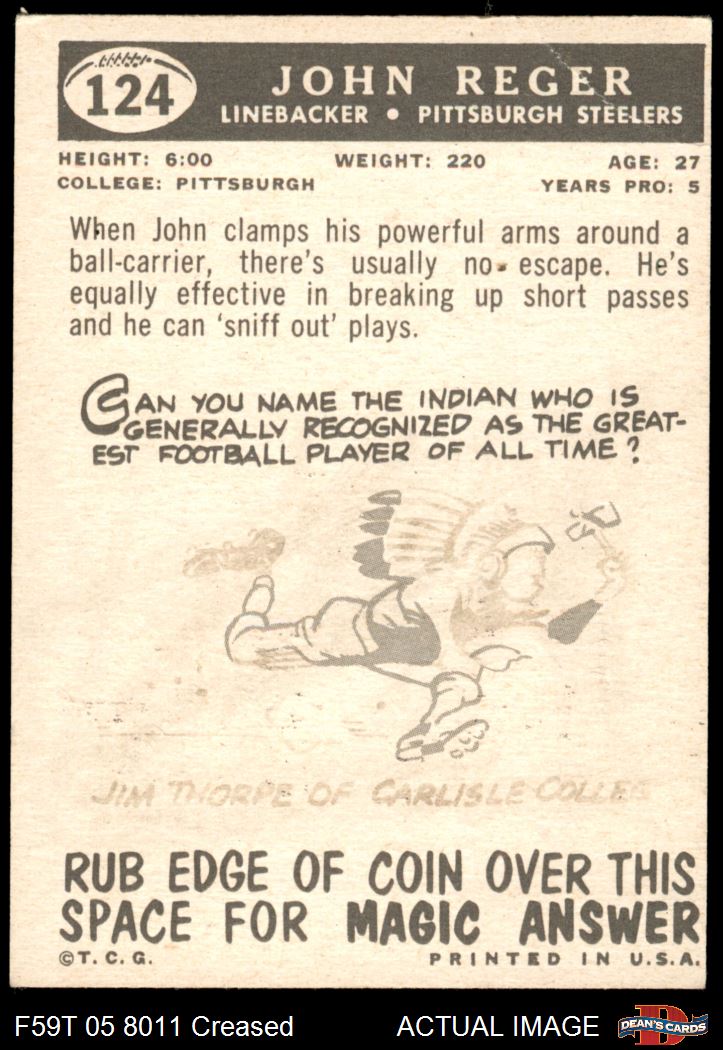 124
JOHN REGER
LINEBACKER • PITTSBURGH STEELERS
HEIGHT: 6:00 WEIGHT: 220 AGE: 27
COLLEGE: PITTSBURGH YEARS PRO: 5
When John clamps his powerful arms around a
ball-carrier, there's usually no escape. He's
equally effective in breaking up short passes
and he can 'sniff out' plays.
CAN YOU NAME THE INDIAN WHO IS
GENERALLY RECOGNIZED AS THE GREAT-
EST FOOTBALL PLAYER OF ALL TIME?
JIM THORPE OF CARLISLE COLLEG
RUB EDGE OF COIN OVER THIS
SPACE FOR MAGIC ANSWER
©T.C.G. PRINTED IN U.S.A.
F59T 05 8011 Creased ACTUAL IMAGE D DEAN'S CARDS